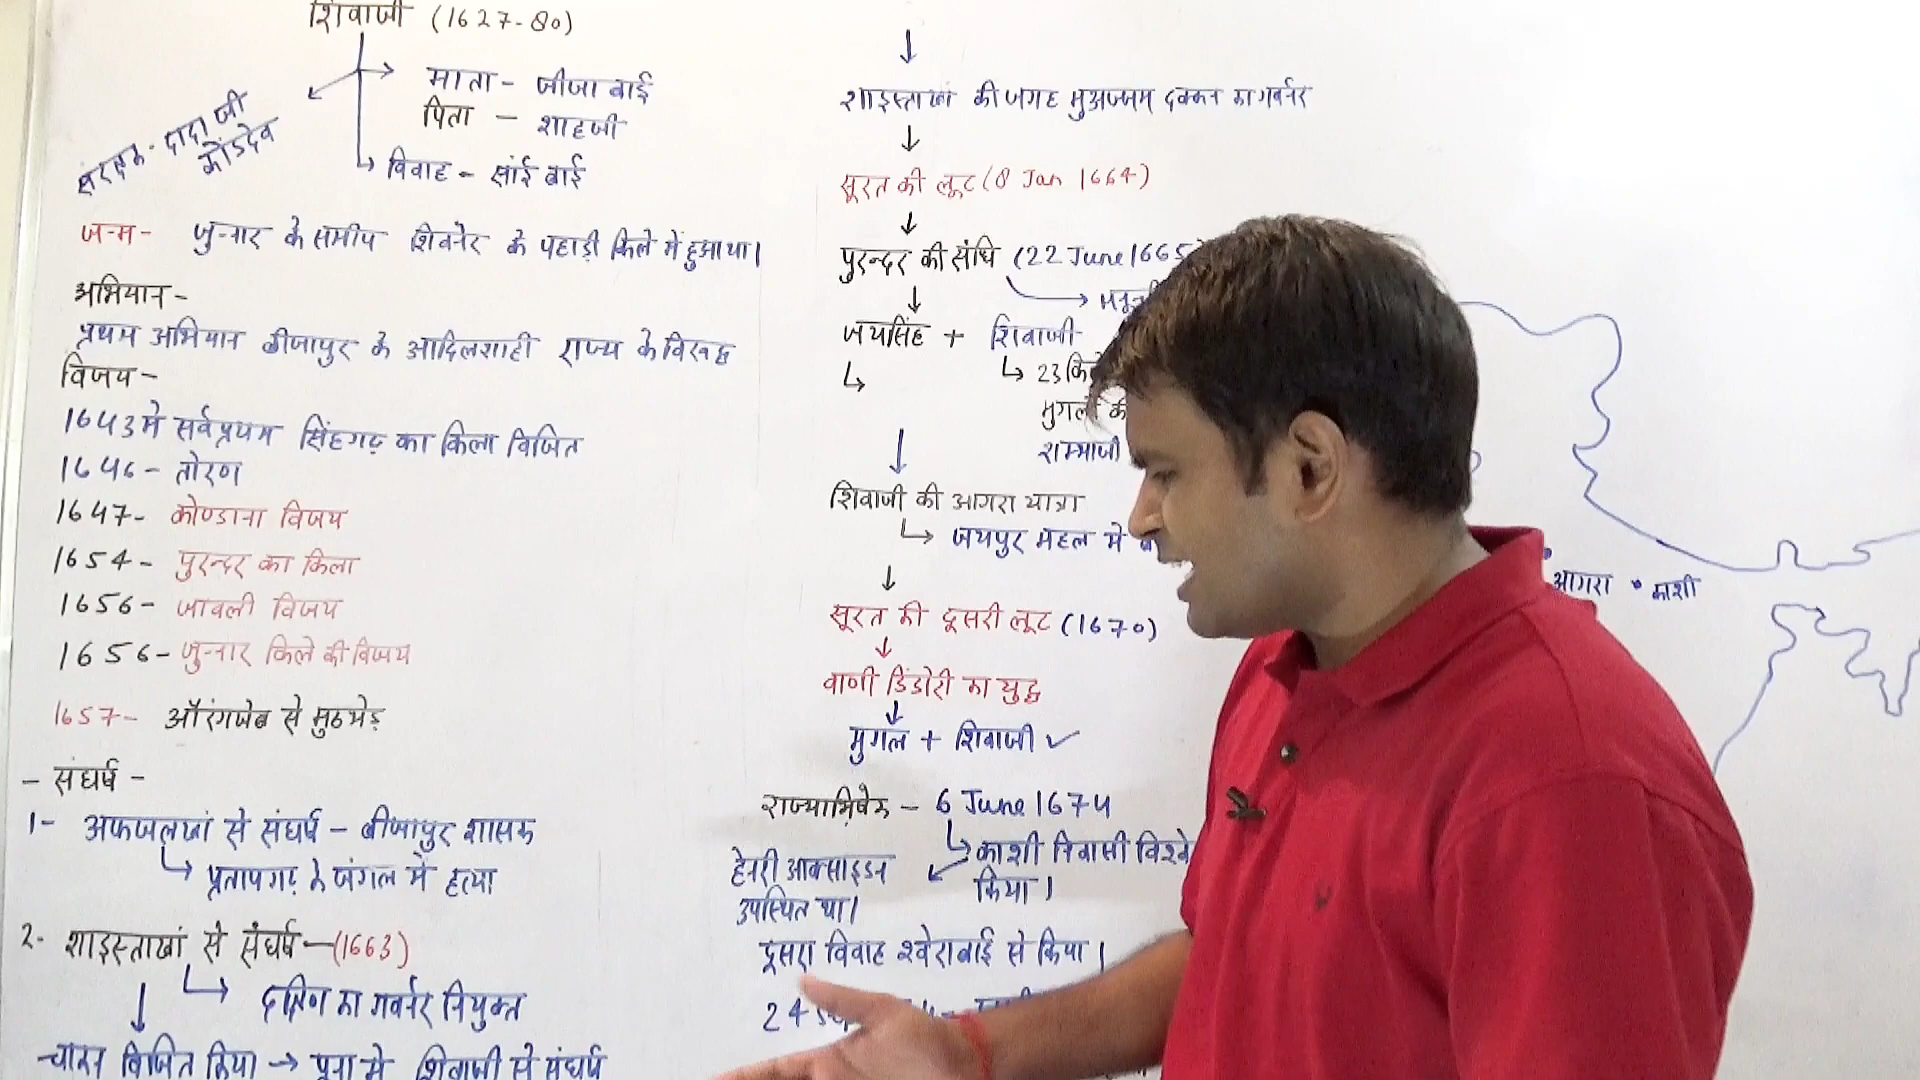 शिवाजी (1627-80)
माता - जीजा बाई
पिता - शाहजी
संरक्षक - दादा जी
कोंडदेव
विवाह - सांई बाई
जन्म - जुन्नार के समीप शिवनेर के पहाड़ी किले में हुआ था।
अभियान -
प्रथम अभियान बीजापुर के आदिलशाही राज्य के विरुद्ध
विजय -
1643 मे सर्वप्रथम सिंहगढ़ का किला विजित
1646 - तोरण
1647 - कोण्डाना विजय
1654 - पुरन्दर का किला
1656 - जावली विजय
1656 - जुन्नार किले की विजय
1657 - औरंगजेब से मुठभेड़
- संघर्ष -
1- अफजलखां से संघर्ष - बीजापुर शासक
प्रतापगढ़ के जंगल में हत्या
2- शाइस्ताखां से संघर्ष - (1663)
दक्षिण का गवर्नर नियुक्त
चाकन विजित किया → पूना मे शिवाजी से संघर्ष
शाइस्ताखां की जगह मुअज्जम दक्कन का गवर्नर
सूरत की लूट (8 Jan 1664)
पुरन्दर की संधि (22 June 1665
जयसिंह + शिवाजी
23
मुगलों
शम्भाजी
शिवाजी की आगरा यात्रा
जयपुर महल में
सूरत की दूसरी लूट (1670)
वाणी डिंडोरी का युद्ध
मुगल + शिवाजी ✓
राज्याभिषेक - 6 June 1674
काशी निवासी
किया।
हेनरी आक्साइडन
उपस्थित था।
दूसरा विवाह श्वेराबाई से किया।
24
आगरा • काशी